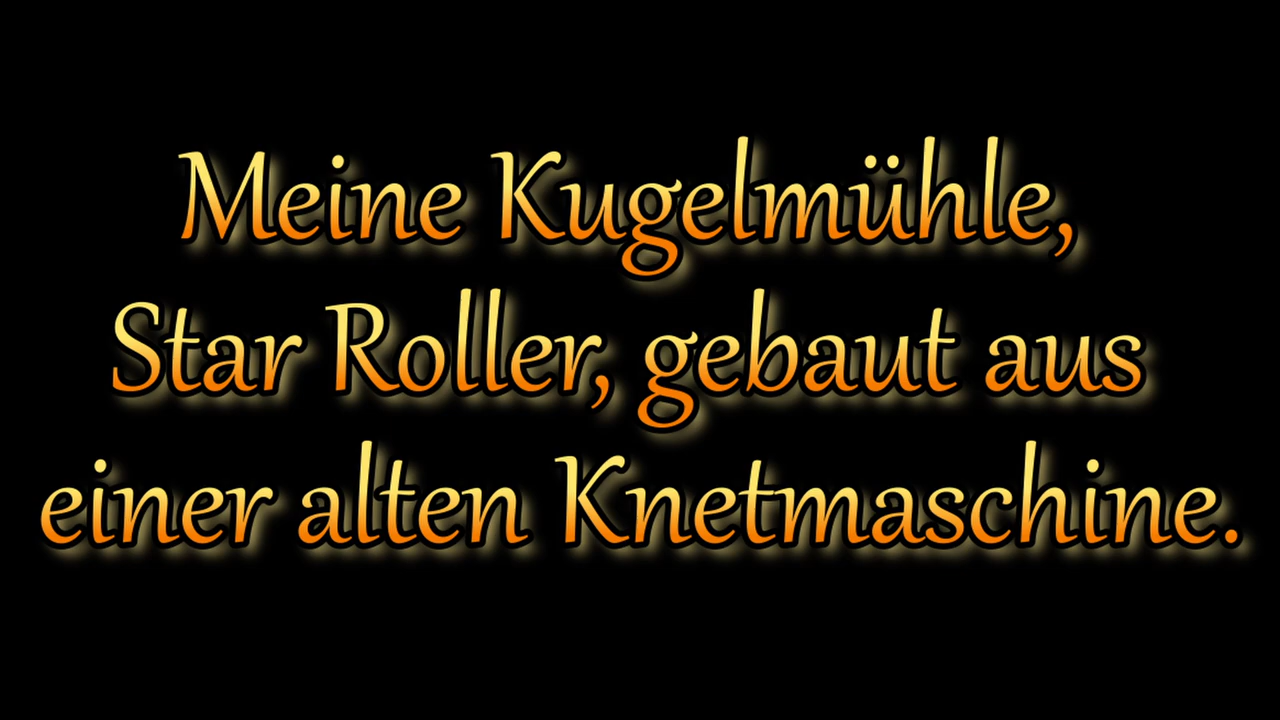 Meine Kugelmühle,
Star Roller, gebaut aus
einer alten Knetmaschine.